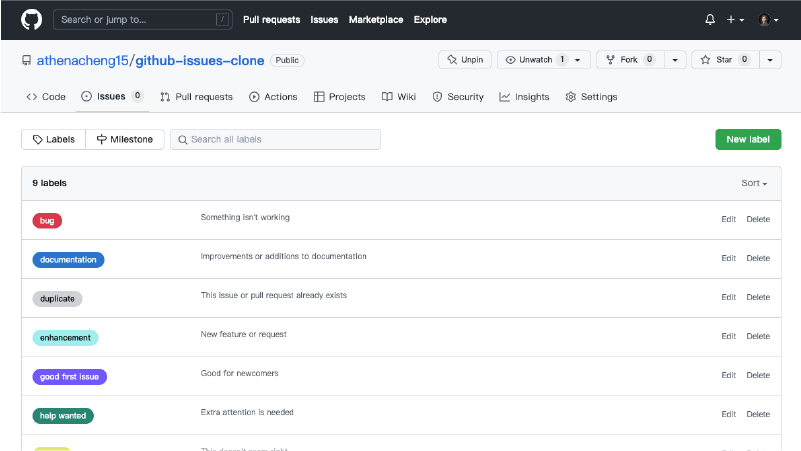 Search or jump to... / Pull requests Issues Marketplace Explore
athenacheng15/github-issues-clone Public Unpin Unwatch 1 Fork 0 Star 0
Code Issues 0 Pull requests Actions Projects Wiki Security Insights Settings
Labels Milestone Search all labels New label
9 labels Sort
bug Something isn't working Edit Delete
documentation Improvements or additions to documentation Edit Delete
duplicate This issue or pull request already exists Edit Delete
enhancement New feature or request Edit Delete
good first issue Good for newcomers Edit Delete
help wanted Extra attention is needed Edit Delete